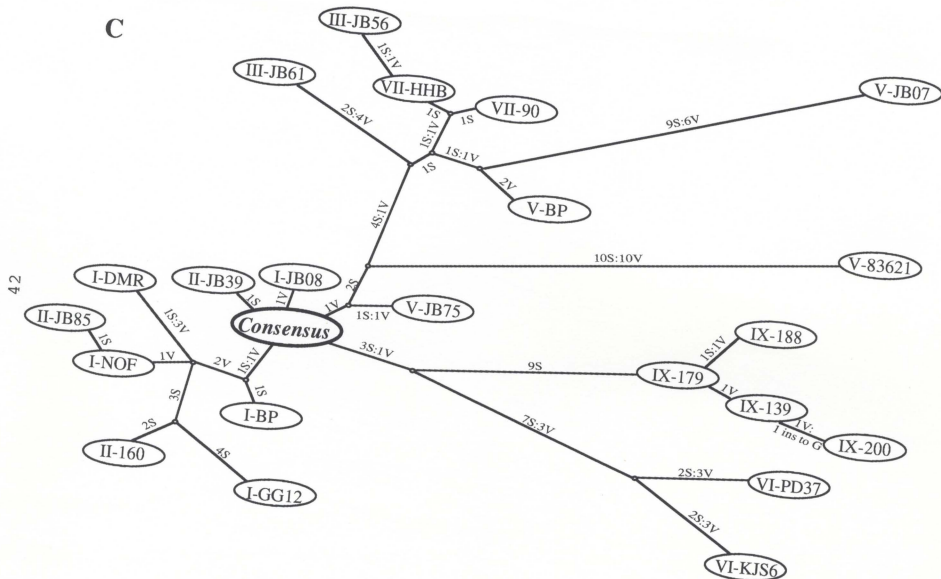 C
III-JB56
1S:1V
III-JB61
VII-HHB
VII-90
V-JB07
2S:4V
1S
1S
1S:1V
9S:6V
1S
1S:1V
2V
V-BP
4S:1V
42
I-DMR
II-JB39
I-JB08
10S:10V
V-83621
2S
1S
1V
II-JB85
1V
V-JB75
1S:1V
Consensus
1S:3V
1S
I-NOF
1V
2V
1S:1V
3S:1V
IX-188
1S:1V
9S
IX-179
1S
I-BP
1V
IX-139
3S
1V:
1 ins to G
IX-200
2S
II-160
4S
7S:3V
I-GG12
2S:3V
VI-PD37
2S:3V
VI-KJS6